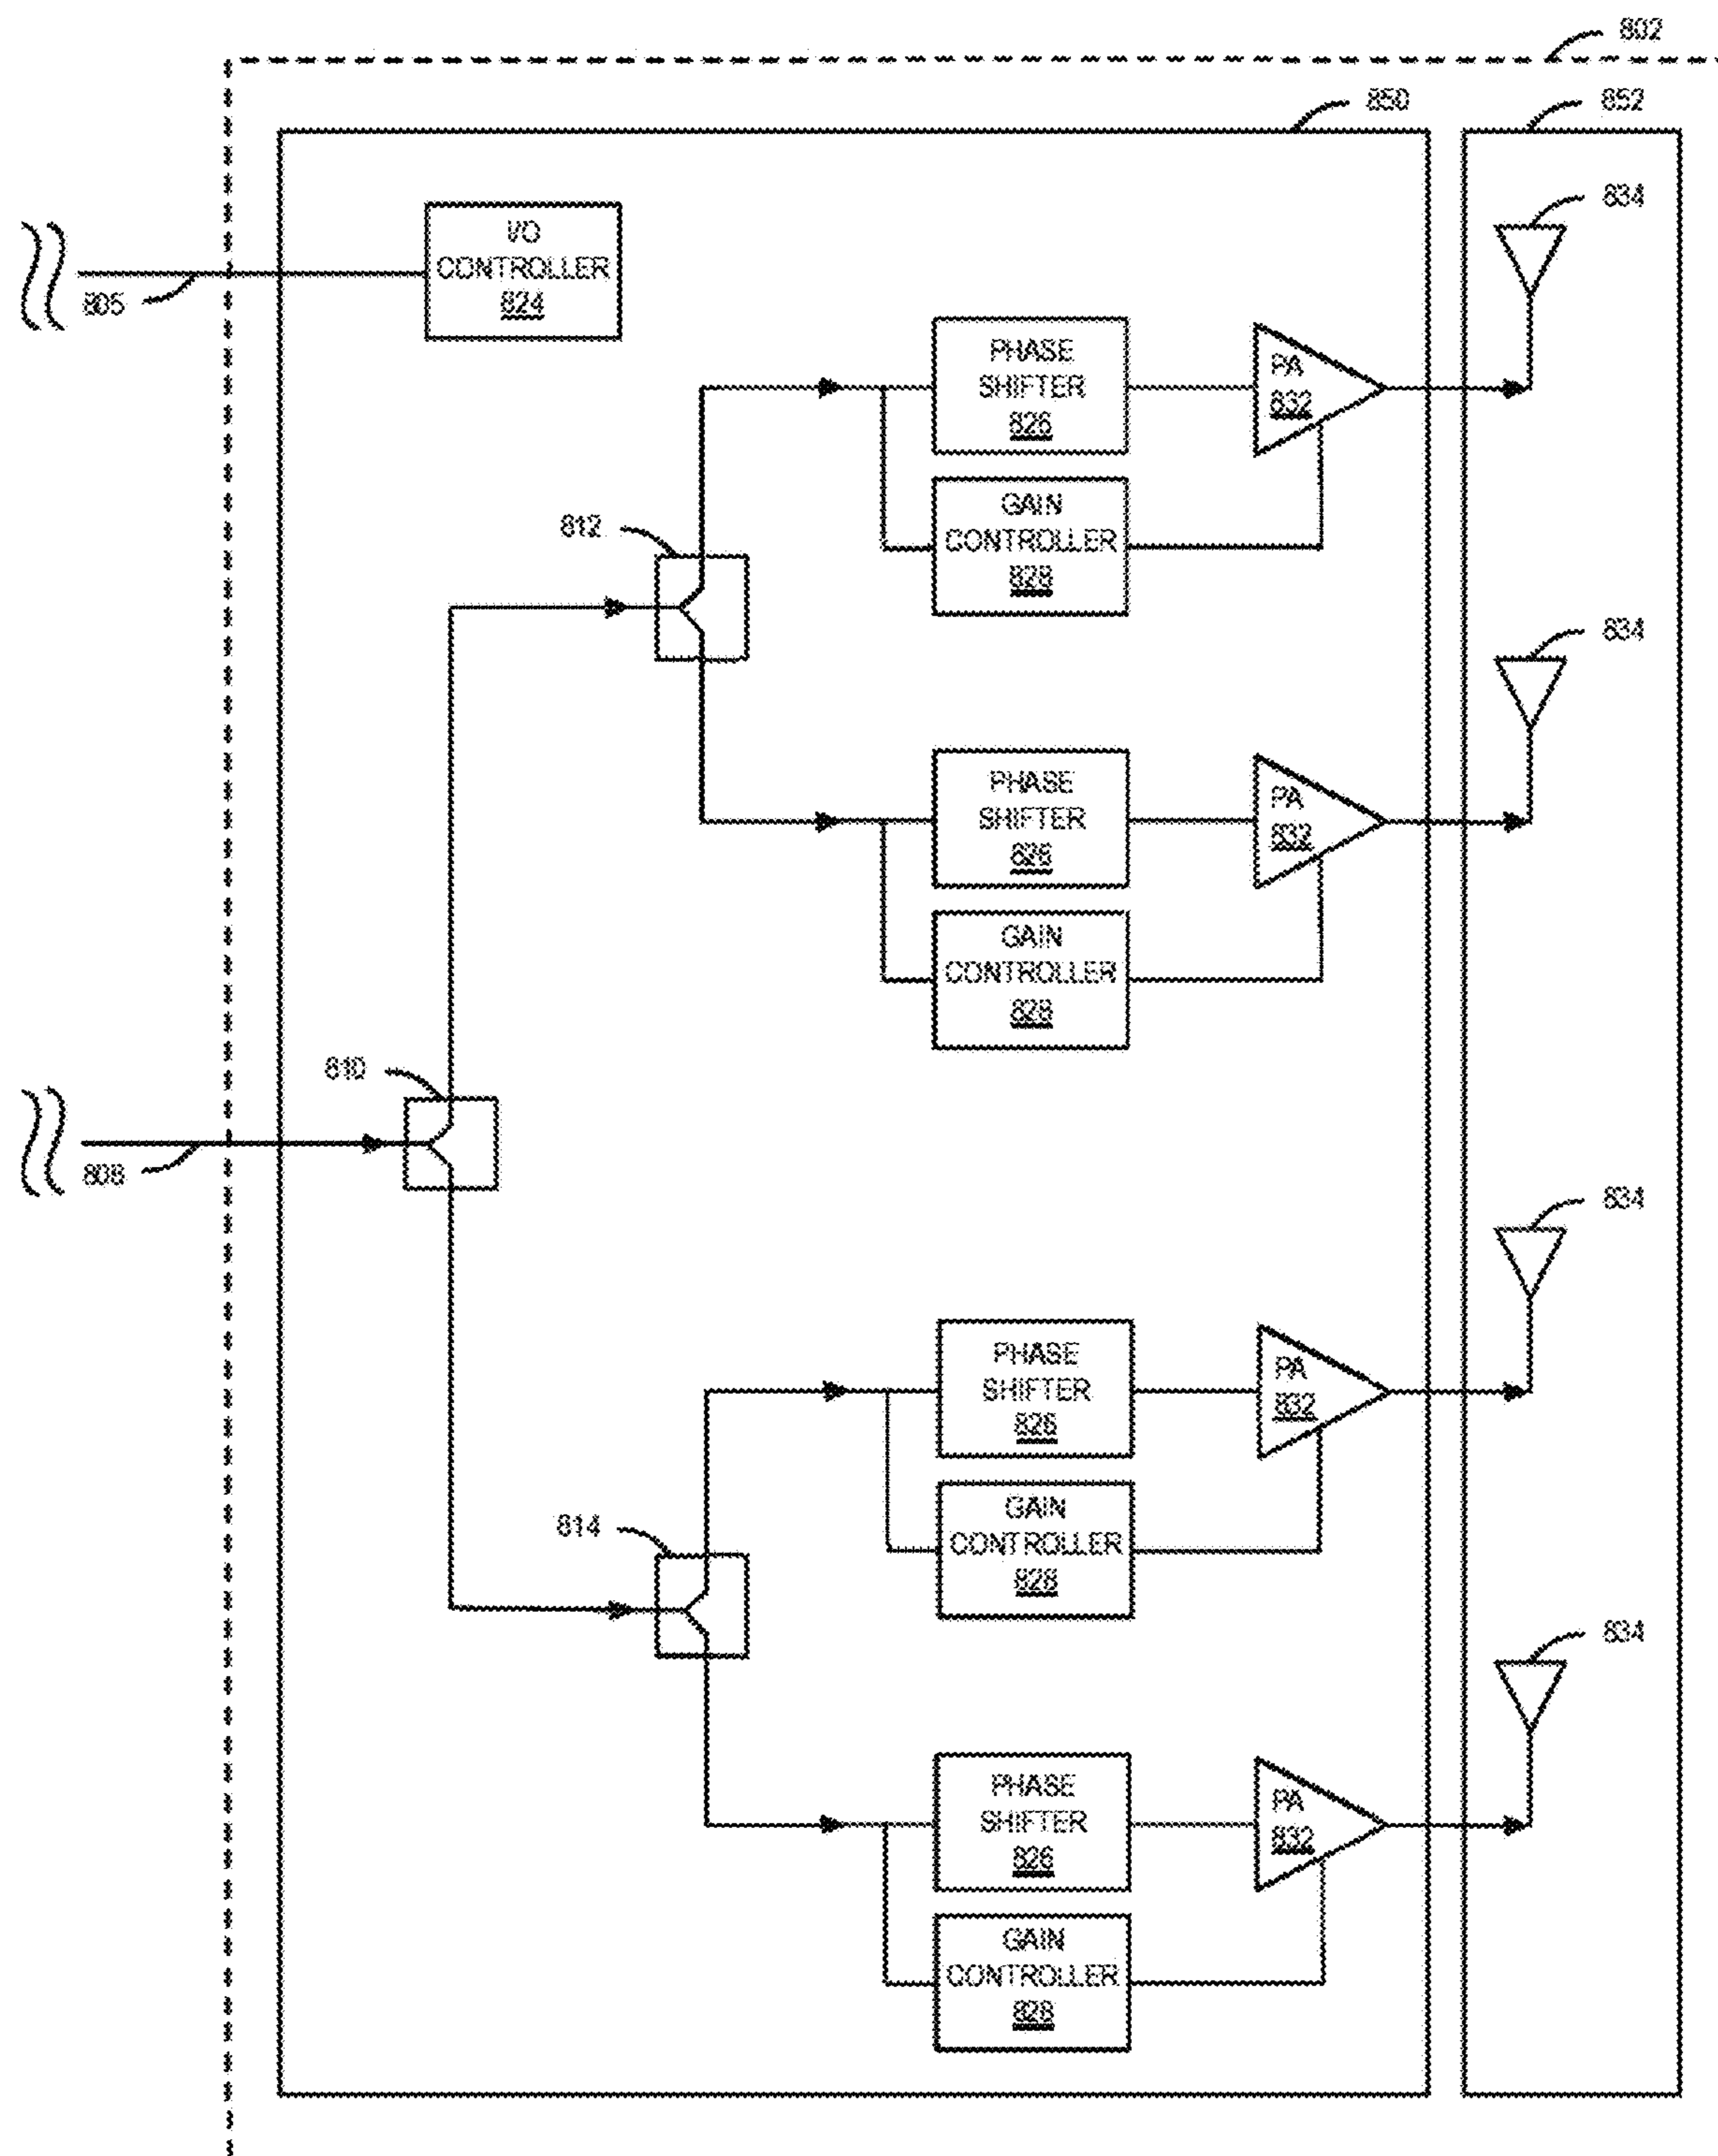 802
850
852
834
I/O
CONTROLLER
824
805
PHASE
SHIFTER
826
PA
832
GAIN
CONTROLLER
828
812
834
PHASE
SHIFTER
826
PA
832
GAIN
CONTROLLER
828
810
808
834
PHASE
SHIFTER
826
PA
832
GAIN
CONTROLLER
828
814
834
PHASE
SHIFTER
826
PA
832
GAIN
CONTROLLER
828